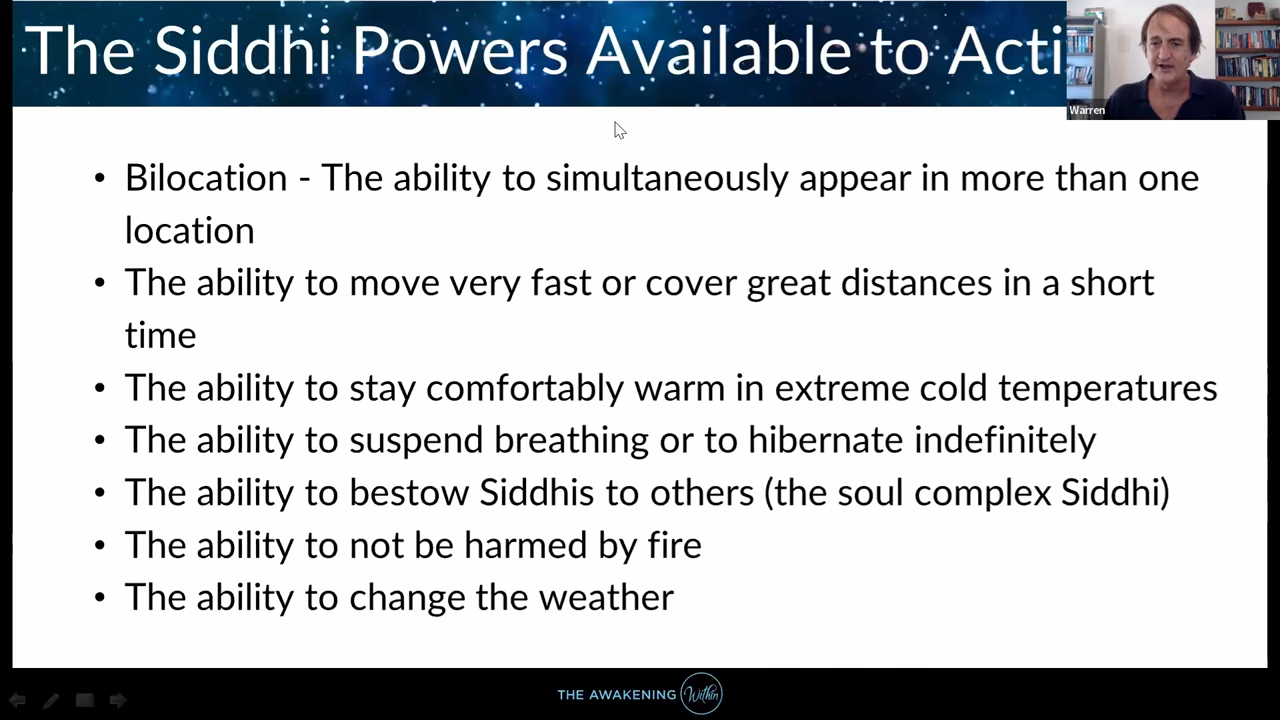 The Siddhi Powers Available to Acti
Warren
• Bilocation - The ability to simultaneously appear in more than one
location
• The ability to move very fast or cover great distances in a short
time
• The ability to stay comfortably warm in extreme cold temperatures
• The ability to suspend breathing or to hibernate indefinitely
• The ability to bestow Siddhis to others (the soul complex Siddhi)
• The ability to not be harmed by fire
• The ability to change the weather
THE AWAKENING Within